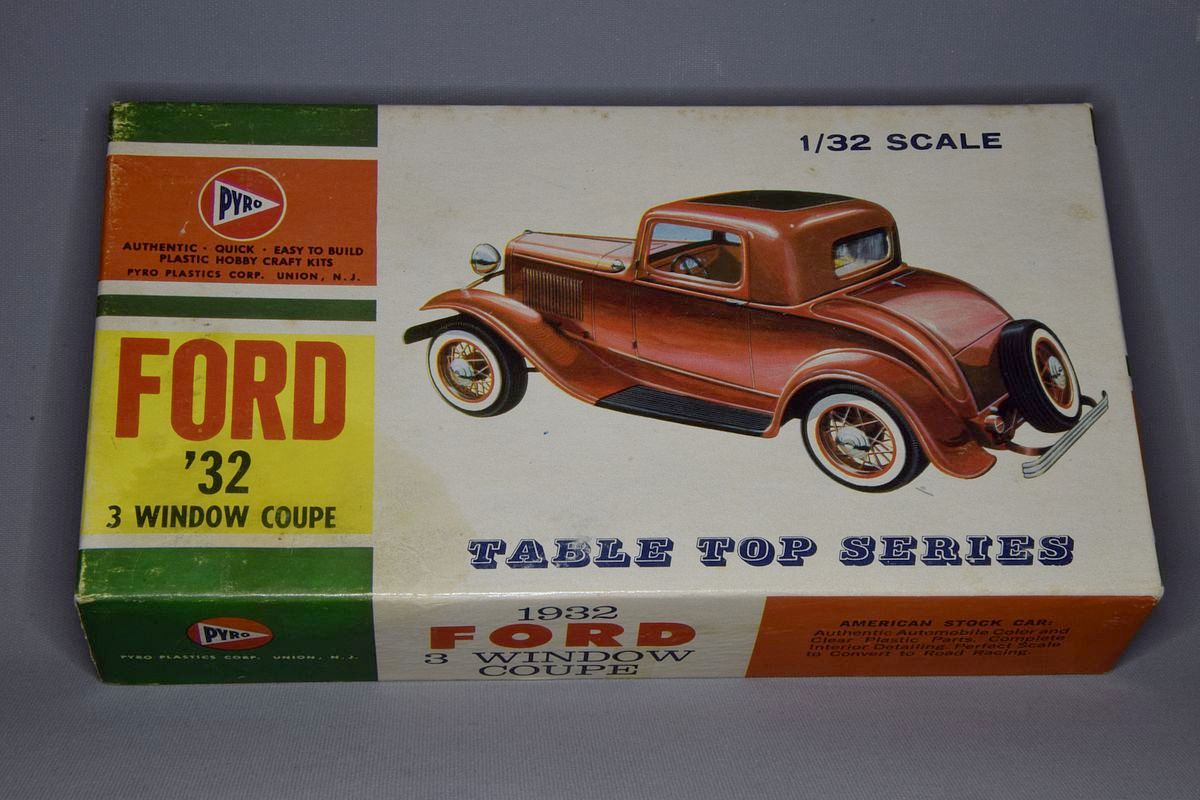 1/32 SCALE
PYRO
AUTHENTIC · QUICK · EASY TO BUILD
PLASTIC HOBBY CRAFT KITS
PYRO PLASTICS CORP. UNION, N.J.
FORD
'32
3 WINDOW COUPE
TABLE TOP SERIES
PYRO
PYRO PLASTICS CORP. UNION, N.J.
1932
FORD
3 WINDOW
COUPE
AMERICAN STOCK CAR:
Authentic Automobile Color and
Clear Plastic Parts. Complete
Interior Detailing. Perfect Scale
to Convert to Road Racing.